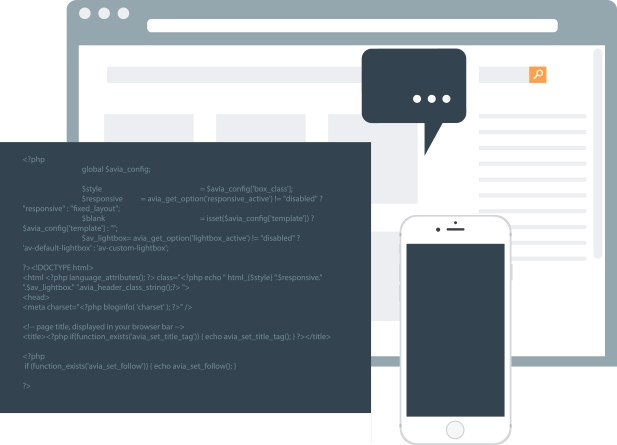 <?php
global $avia_config;
$style = $avia_config['box_class'];
$responsive = avia_get_option('responsive_active') != "disabled" ?
"responsive" : "fixed_layout";
$blank = isset($avia_config['template']) ?
$avia_config['template'] : "";
$av_lightbox= avia_get_option('lightbox_active') != "disabled" ?
'av-default-lightbox' : 'av-custom-lightbox';
?><!DOCTYPE html>
<html <?php language_attributes(); ?> class="<?php echo " html_{$style} ".$responsive."
".$av_lightbox." ".avia_header_class_string();?> ">
<head>
<meta charset="<?php bloginfo( 'charset' ); ?>" />
<!-- page title, displayed in your browser bar -->
<title><?php if(function_exists('avia_set_title_tag')) { echo avia_set_title_tag(); } ?></title>
<?php
if (function_exists('avia_set_follow')) { echo avia_set_follow(); }
?>